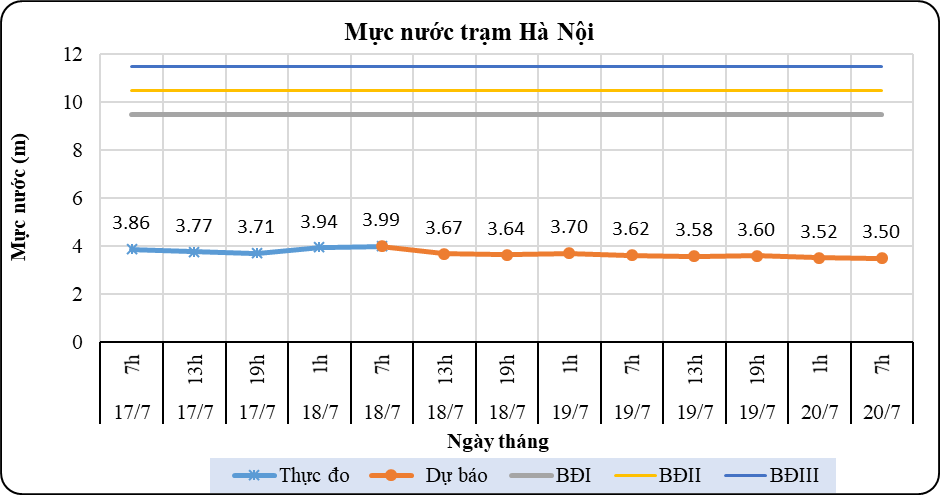 Mực nước trạm Hà Nội
Mực nước (m)
12
10
8
6
4
2
0
3.86 3.77 3.71 3.94 3.99 3.67 3.64 3.70 3.62 3.58 3.60 3.52 3.50
7h 13h 19h 1h 7h 13h 19h 1h 7h 13h 19h 1h 7h
17/7 17/7 17/7 18/7 18/7 18/7 18/7 19/7 19/7 19/7 19/7 20/7 20/7
Ngày tháng
Thực đo Dự báo BĐI BĐII BĐIII